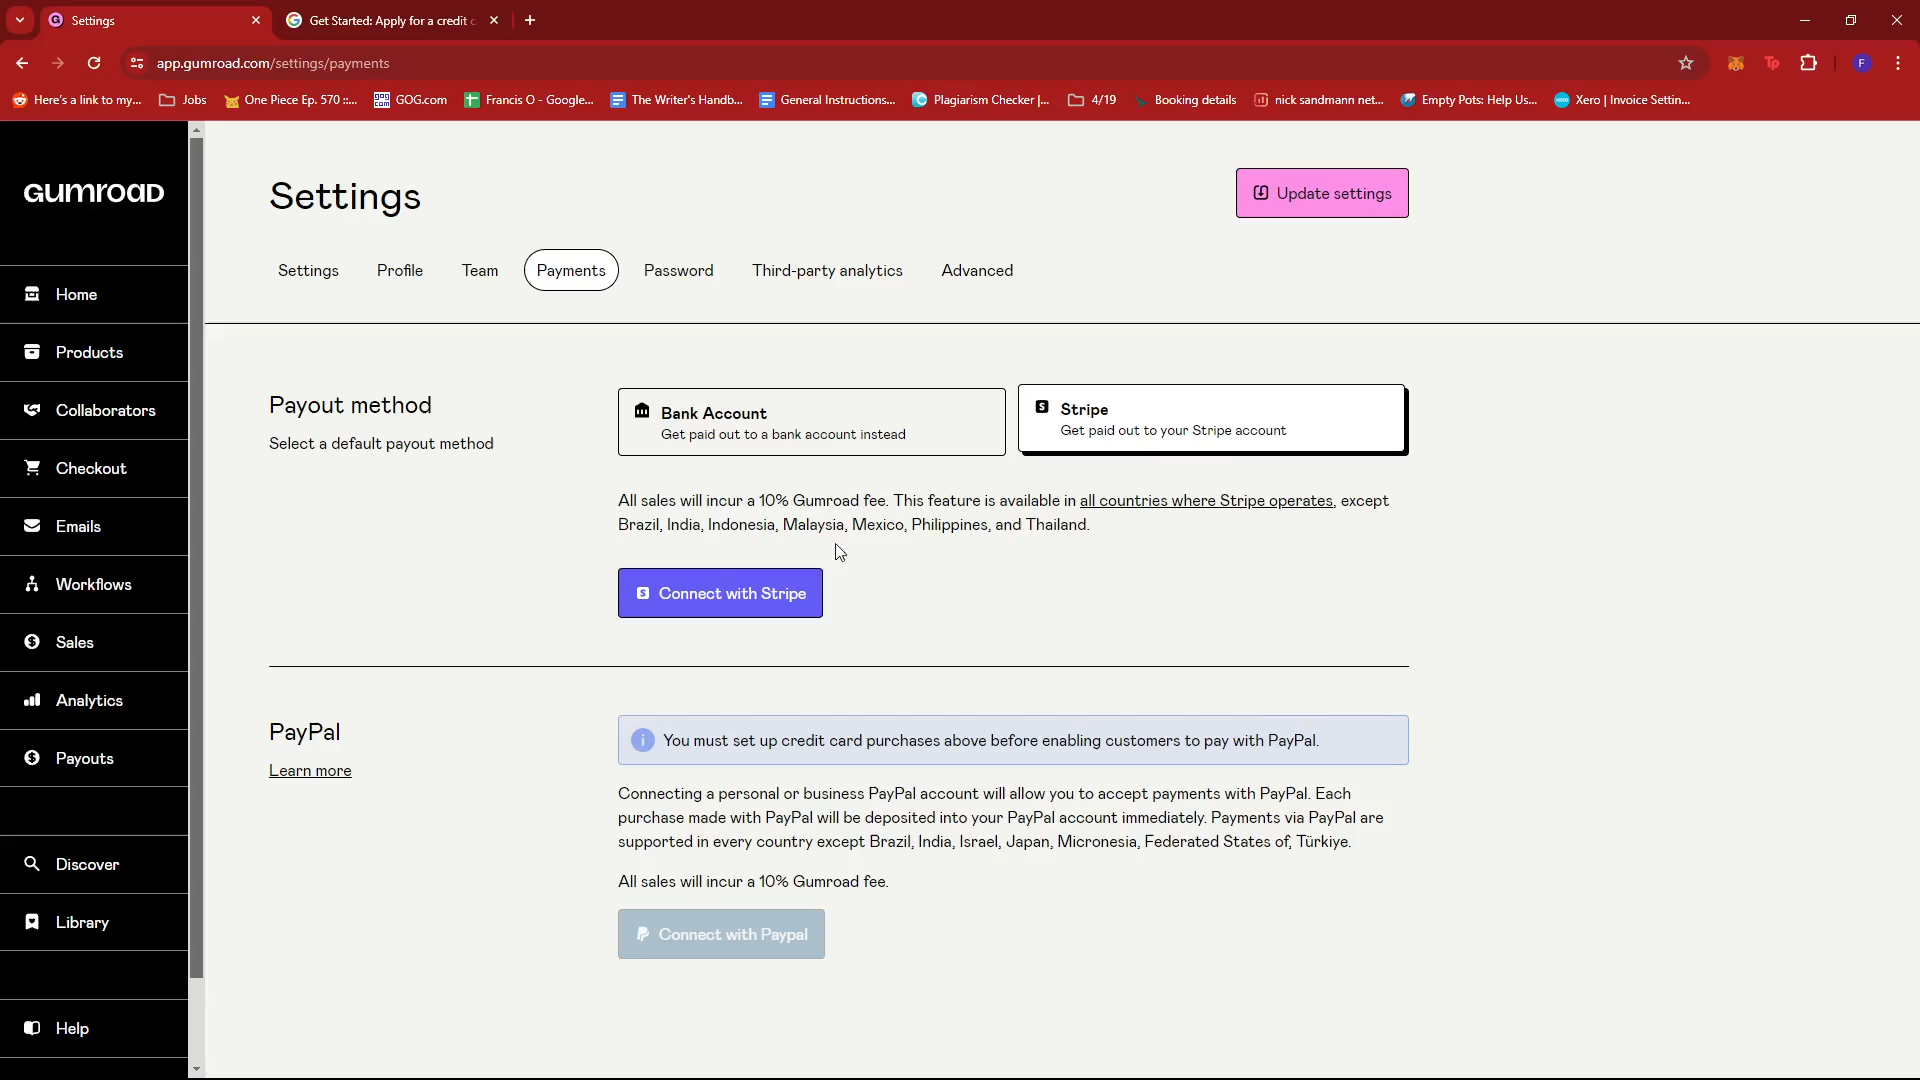 Settings
Get Started: Apply for a credit c
app.gumroad.com/settings/payments
Here's a link to my...
Jobs
One Piece Ep. 570 ::...
GOG.com
Francis O - Google...
The Writer's Handb...
General Instructions...
Plagiarism Checker |...
4/19
Booking details
nick sandmann net...
Empty Pots: Help Us...
Xero | Invoice Settin...
GUMROAD
Home
Products
Collaborators
Checkout
Emails
Workflows
Sales
Analytics
Payouts
Discover
Library
Help
Settings
Update settings
Settings
Profile
Team
Payments
Password
Third-party analytics
Advanced
Payout method
Select a default payout method
Bank Account
Get paid out to a bank account instead
Stripe
Get paid out to your Stripe account
All sales will incur a 10% Gumroad fee. This feature is available in all countries where Stripe operates, except
Brazil, India, Indonesia, Malaysia, Mexico, Philippines, and Thailand.
Connect with Stripe
PayPal
Learn more
You must set up credit card purchases above before enabling customers to pay with PayPal.
Connecting a personal or business PayPal account will allow you to accept payments with PayPal. Each
purchase made with PayPal will be deposited into your PayPal account immediately. Payments via PayPal are
supported in every country except Brazil, India, Israel, Japan, Micronesia, Federated States of, Türkiye.
All sales will incur a 10% Gumroad fee.
Connect with Paypal